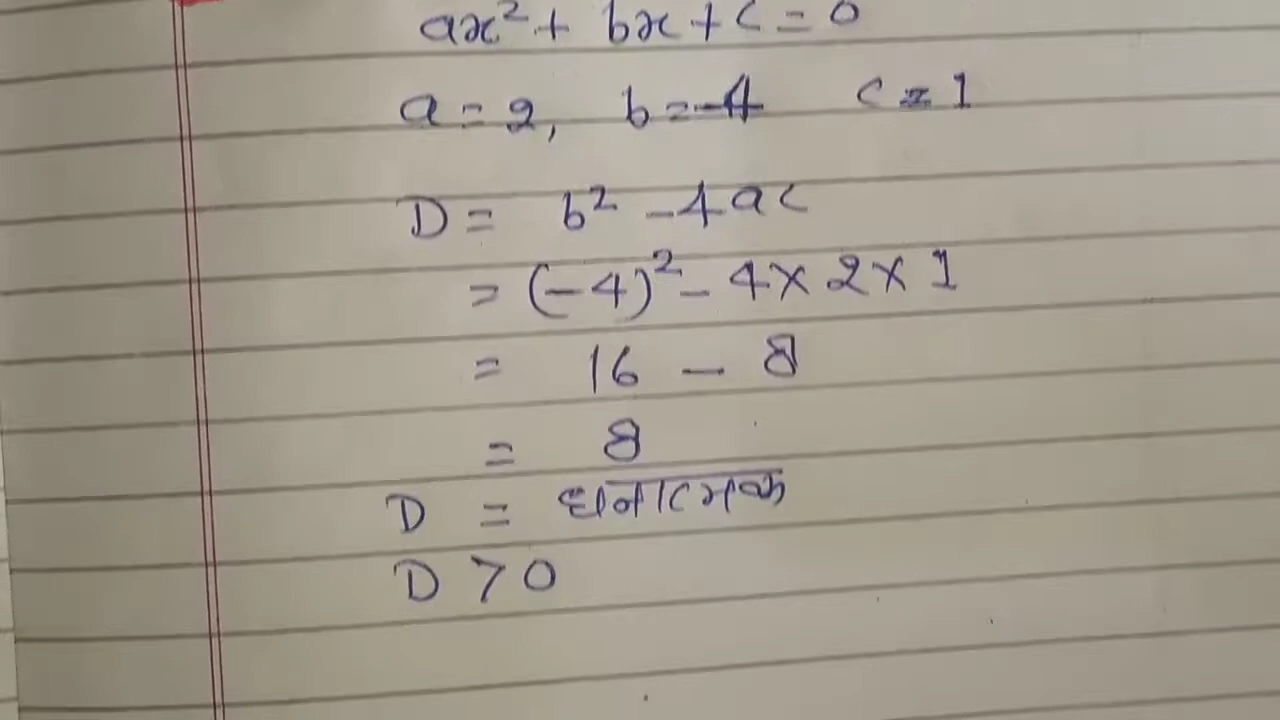 ax² + bx + c = 0
a = 2, b = -4 c = 1
D = b² - 4ac
= (-4)² - 4 × 2 × 1
= 16 - 8
= 8
D = धनात्मक
D > 0